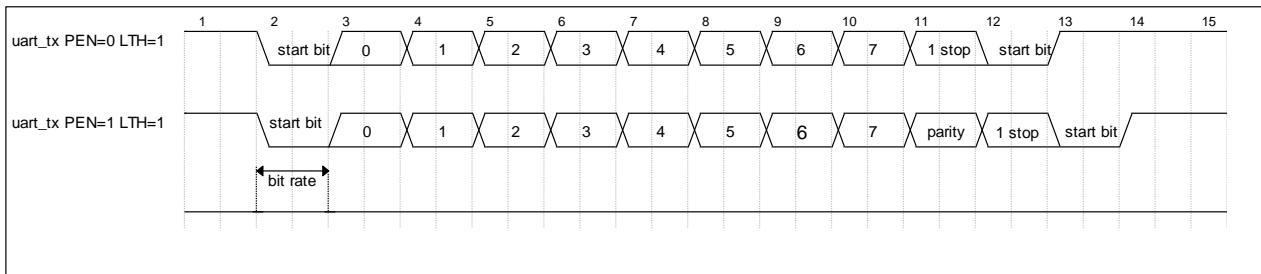 1 2 3 4 5 6 7 8 9 10 11 12 13 14 15
uart_tx PEN=0 LTH=1 start bit 0 1 2 3 4 5 6 7 1 stop start bit
uart_tx PEN=1 LTH=1 start bit 0 1 2 3 4 5 6 7 parity 1 stop start bit
bit rate